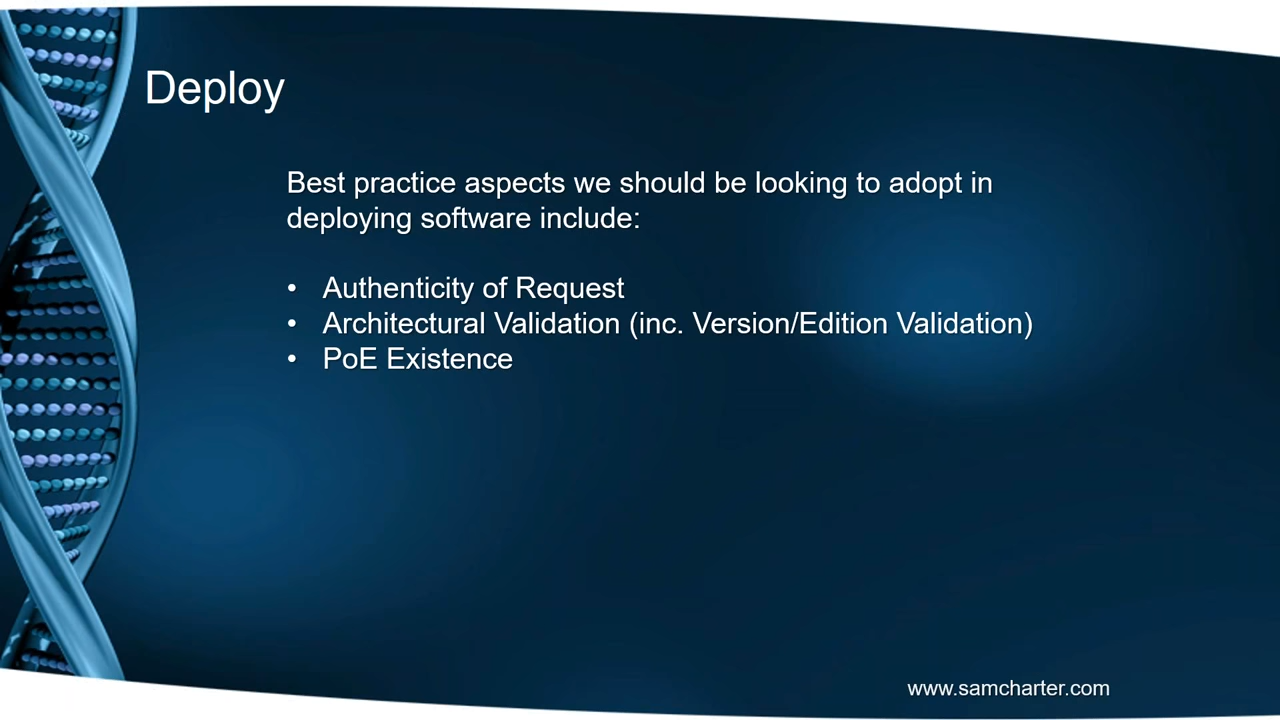 Deploy
Best practice aspects we should be looking to adopt in
deploying software include:
• Authenticity of Request
• Architectural Validation (inc. Version/Edition Validation)
• PoE Existence
www.samcharter.com